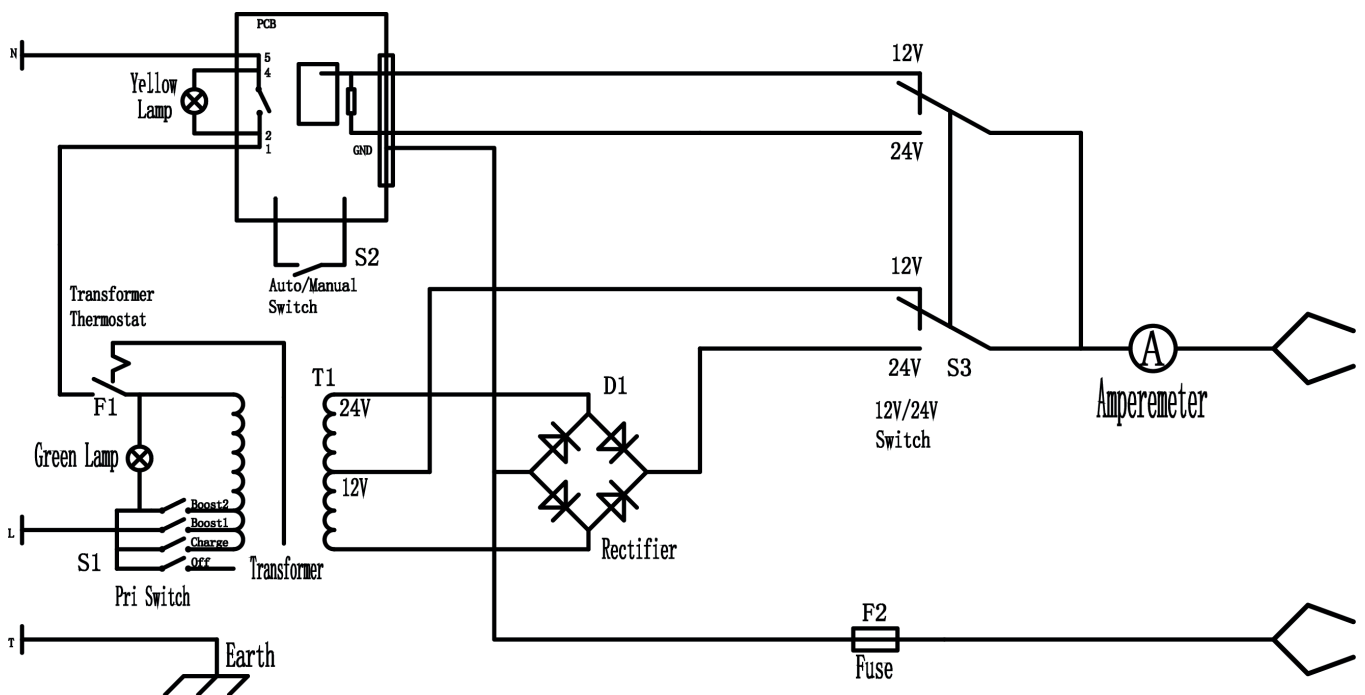 PCB
N
5
4
Yellow
Lamp
2
1
GND
12V
24V
S2
Auto/Manual
Switch
Transformer
Thermostat
12V
24V
S3
12V/24V
Switch
A
Amperemeter
F1
T1
24V
12V
D1
Rectifier
Green Lamp
Boost2
Boost1
Charge
Off
L
S1
Pri Switch
Transformer
T
Earth
F2
Fuse